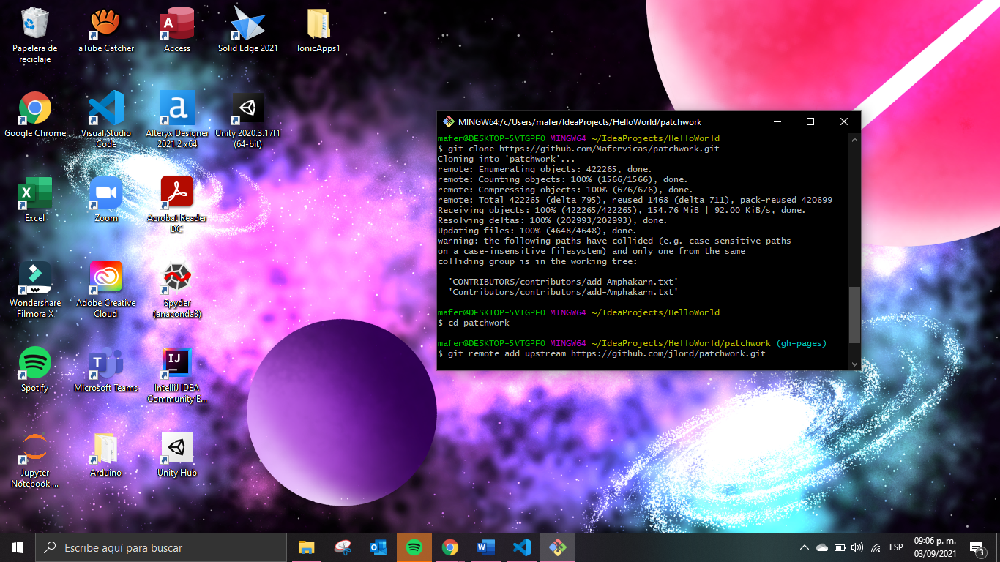 Papelera de
reciclaje
aTube Catcher
Access
Solid Edge 2021
IonicApps1
Google Chrome
Visual Studio
Code
Alteryx Designer
2021.2 x64
Unity 2020.3.17f1
(64-bit)
Excel
Zoom
Acrobat Reader
DC
Wondershare
Filmora X
Adobe Creative
Cloud
Spyder
(anaconda3)
Spotify
Microsoft Teams
IntelliJ IDEA
Community E...
Jupyter
Notebook ...
Arduino
Unity Hub
MINGW64:/c/Users/mafer/IdeaProjects/HelloWorld/patchwork
mafer@DESKTOP-5VTGPFO MINGW64 ~/IdeaProjects/HelloWorld
$ git clone https://github.com/Mafervicas/patchwork.git
Cloning into 'patchwork'...
remote: Enumerating objects: 422265, done.
remote: Counting objects: 100% (1566/1566), done.
remote: Compressing objects: 100% (676/676), done.
remote: Total 422265 (delta 795), reused 1468 (delta 711), pack-reused 420699
Receiving objects: 100% (422265/422265), 154.76 MiB | 92.00 KiB/s, done.
Resolving deltas: 100% (202993/202993), done.
Updating files: 100% (4648/4648), done.
warning: the following paths have collided (e.g. case-sensitive paths
on a case-insensitive filesystem) and only one from the same
colliding group is in the working tree:
'CONTRIBUTORS/contributors/add-Amphakarn.txt'
'Contributors/contributors/add-Amphakarn.txt'
mafer@DESKTOP-5VTGPFO MINGW64 ~/IdeaProjects/HelloWorld
$ cd patchwork
mafer@DESKTOP-5VTGPFO MINGW64 ~/IdeaProjects/HelloWorld/patchwork (gh-pages)
$ git remote add upstream https://github.com/jlord/patchwork.git
Escribe aquí para buscar
ESP
09:06 p. m.
03/09/2021
3